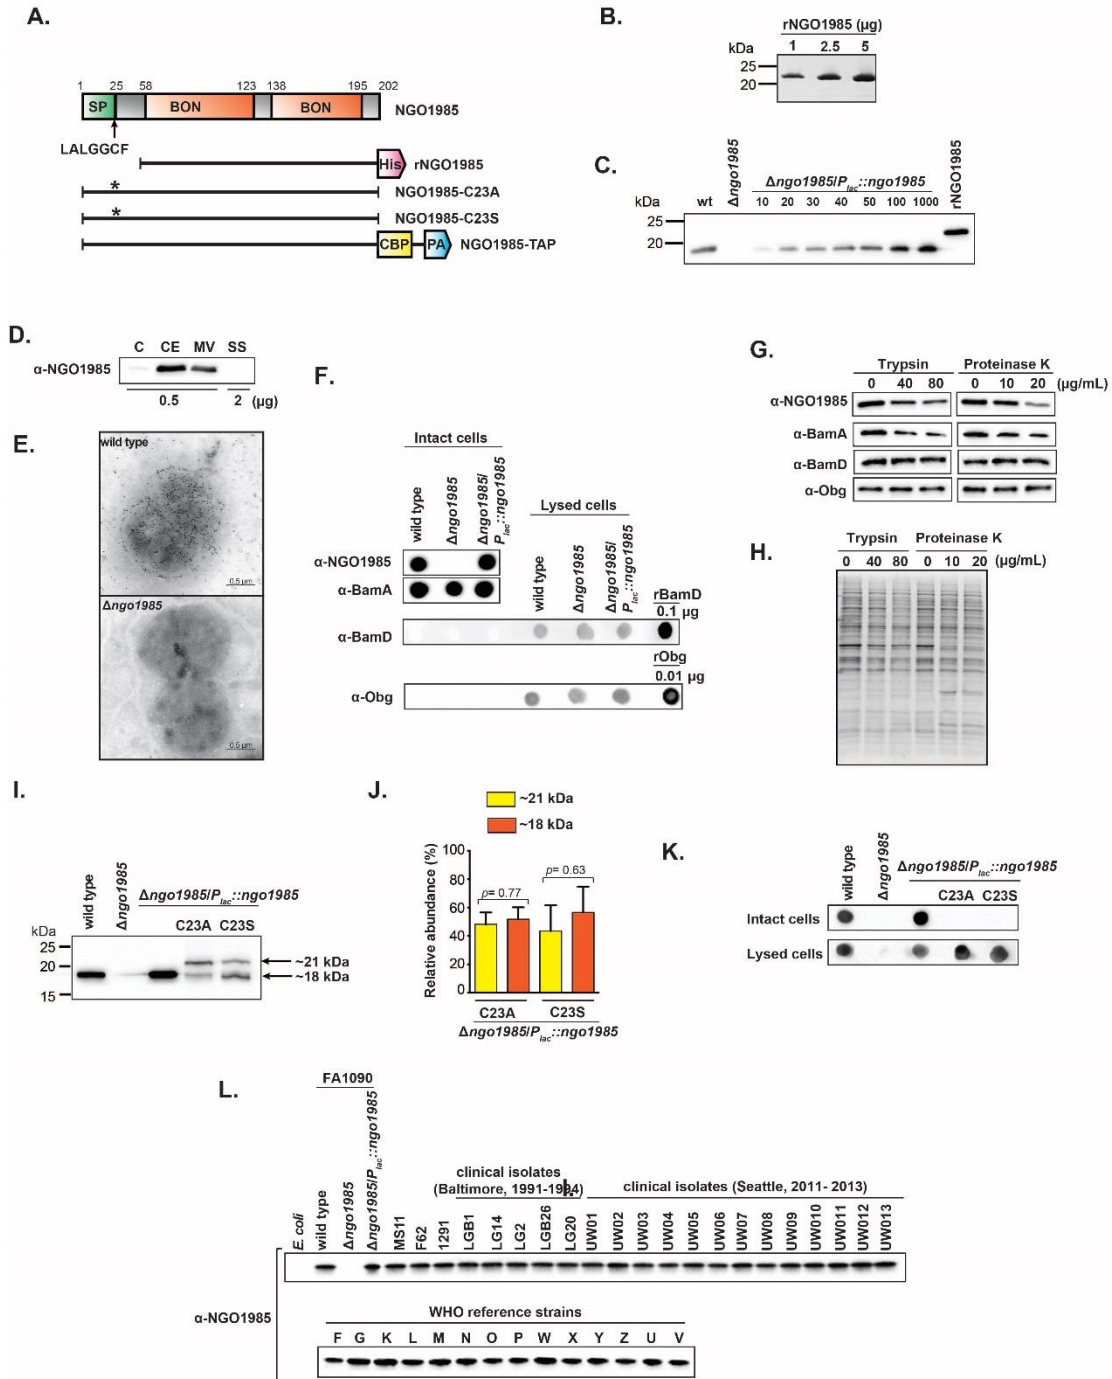 A.
1 25 58 123 138 195 202
SP BON BON NGO1985
LALGGCF
His rNGO1985
* NGO1985-C23A
* NGO1985-C23S
CBP PA NGO1985-TAP
B.
rNGO1985 (µg)
kDa 1 2.5 5
25
20
C.
Δngo1985/Plac::ngo1985
kDa wt Δngo1985 10 20 30 40 50 100 1000 rNGO1985
25
20
D.
C CE MV SS
α-NGO1985
0.5 2 (µg)
E.
wild type
0.5 µm
Δngo1985
0.5 µm
F.
Intact cells
wild type Δngo1985 Δngo1985/Plac::ngo1985
α-NGO1985
α-BamA
Lysed cells
wild type Δngo1985 Δngo1985/Plac::ngo1985
rBamD
0.1 µg
α-BamD
rObg
0.01 µg
α-Obg
G.
Trypsin Proteinase K
0 40 80 0 10 20 (µg/mL)
α-NGO1985
α-BamA
α-BamD
α-Obg
H.
Trypsin Proteinase K
0 40 80 0 10 20 (µg/mL)
I.
wild type Δngo1985 Δngo1985/Plac::ngo1985
C23A C23S
kDa
25
20
15
~21 kDa
~18 kDa
J.
~21 kDa
~18 kDa
Relative abundance (%)
100
80
60
40
20
0
p= 0.77 p= 0.63
C23A C23S
Δngo1985/Plac::ngo1985
K.
wild type Δngo1985 Δngo1985/Plac::ngo1985
C23A C23S
Intact cells
Lysed cells
L.
FA1090
clinical isolates
(Baltimore, 1991-1994)
clinical isolates (Seattle, 2011- 2013)
E. coli wild type Δngo1985 Δngo1985/Plac::ngo1985 MS11 F62 1291 LGB1 LG14 LG2 LGB26 LG20 UW01 UW02 UW03 UW04 UW05 UW06 UW07 UW08 UW09 UW010 UW011 UW012 UW013
α-NGO1985
WHO reference strains
F G K L M N O P W X Y Z U V